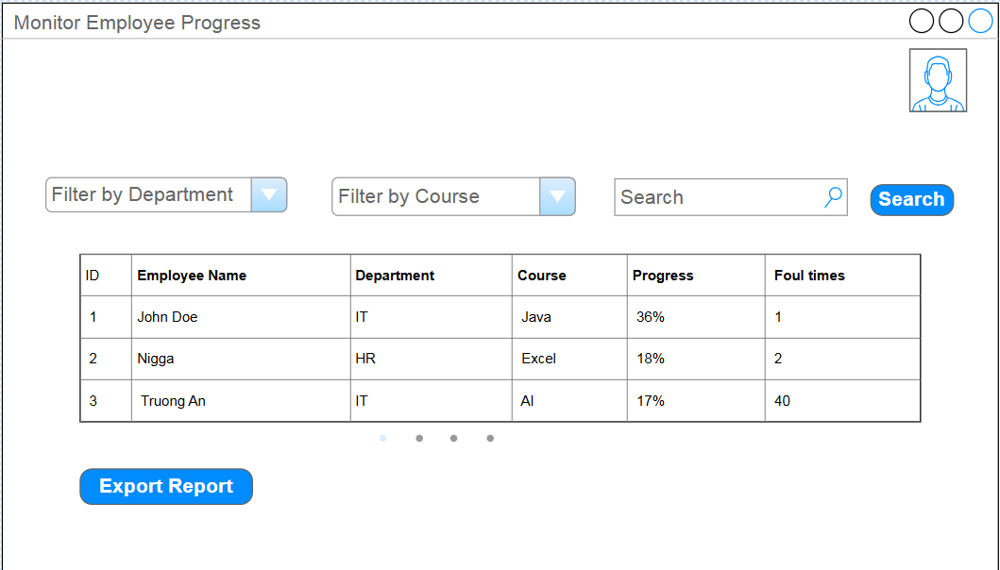 Monitor Employee Progress
Filter by Department Filter by Course Search Search
ID Employee Name Department Course Progress Foul times
1 John Doe IT Java 36% 1
2 Nigga HR Excel 18% 2
3 Truong An IT AI 17% 40
Export Report